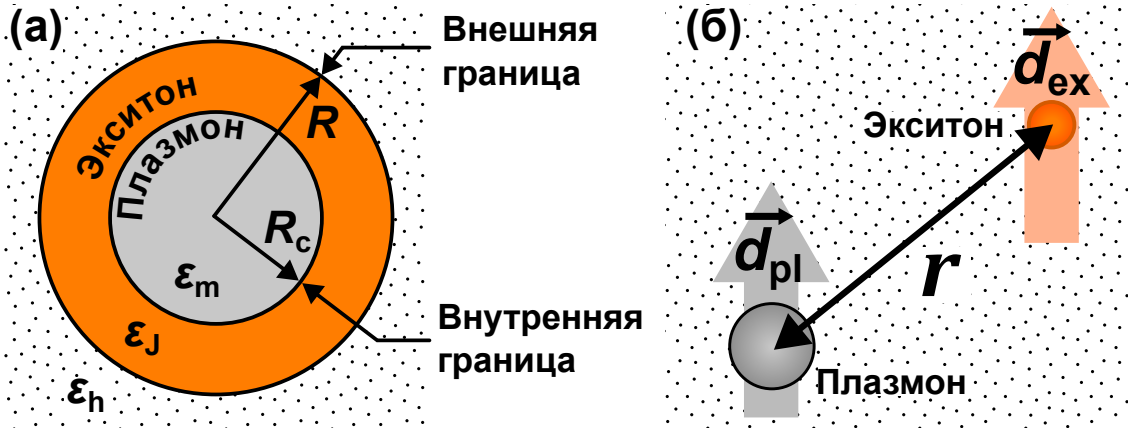 (а)
Внешняя
граница
Экситон
Плазмон
R
Rc
εm
εJ
εh
Внутренняя
граница
(б)
dex
Экситон
dpl
r
Плазмон